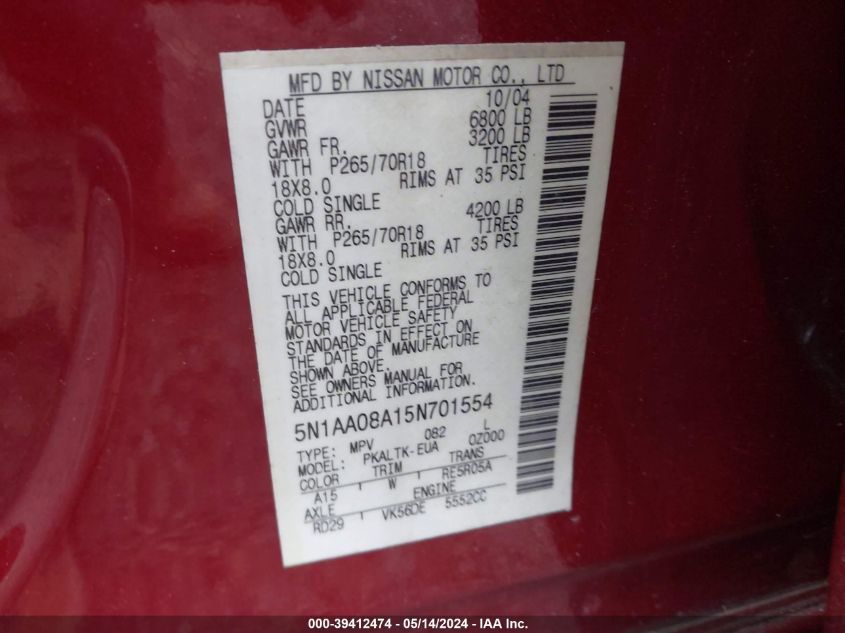 MFD BY NISSAN MOTOR CO., LTD
DATE 10/04
GVWR 6800 LB
GAWR FR. 3200 LB
WITH P265/70R18 TIRES
18X8.0 RIMS AT 35 PSI
COLD SINGLE
GAWR RR. 4200 LB
WITH P265/70R18 TIRES
18X8.0 RIMS AT 35 PSI
COLD SINGLE
THIS VEHICLE CONFORMS TO
ALL APPLICABLE FEDERAL
MOTOR VEHICLE SAFETY
STANDARDS IN EFFECT ON
THE DATE OF MANUFACTURE
SHOWN ABOVE.
SEE OWNERS MANUAL FOR
ADDITIONAL INFORMATION.
5N1AA08A15N701554
TYPE: MPV 082 L
MODEL: PKALTK-EUA 0Z000
COLOR TRIM TRANS
A15 W RE5R05A
AXLE ENGINE
RD29 VK56DE 5552CC
000-39412474 - 05/14/2024 - IAA Inc.